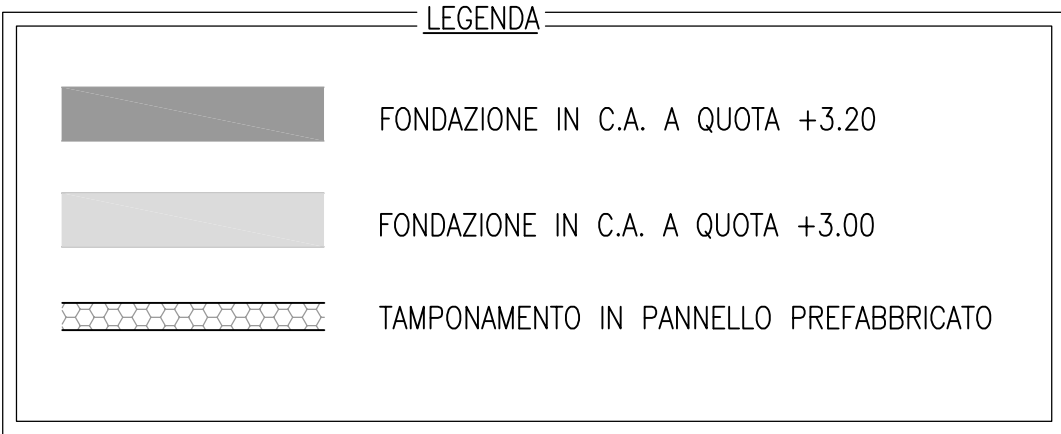 LEGENDA
FONDAZIONE IN C.A. A QUOTA +3.20
FONDAZIONE IN C.A. A QUOTA +3.00
TAMPONAMENTO IN PANNELLO PREFABBRICATO